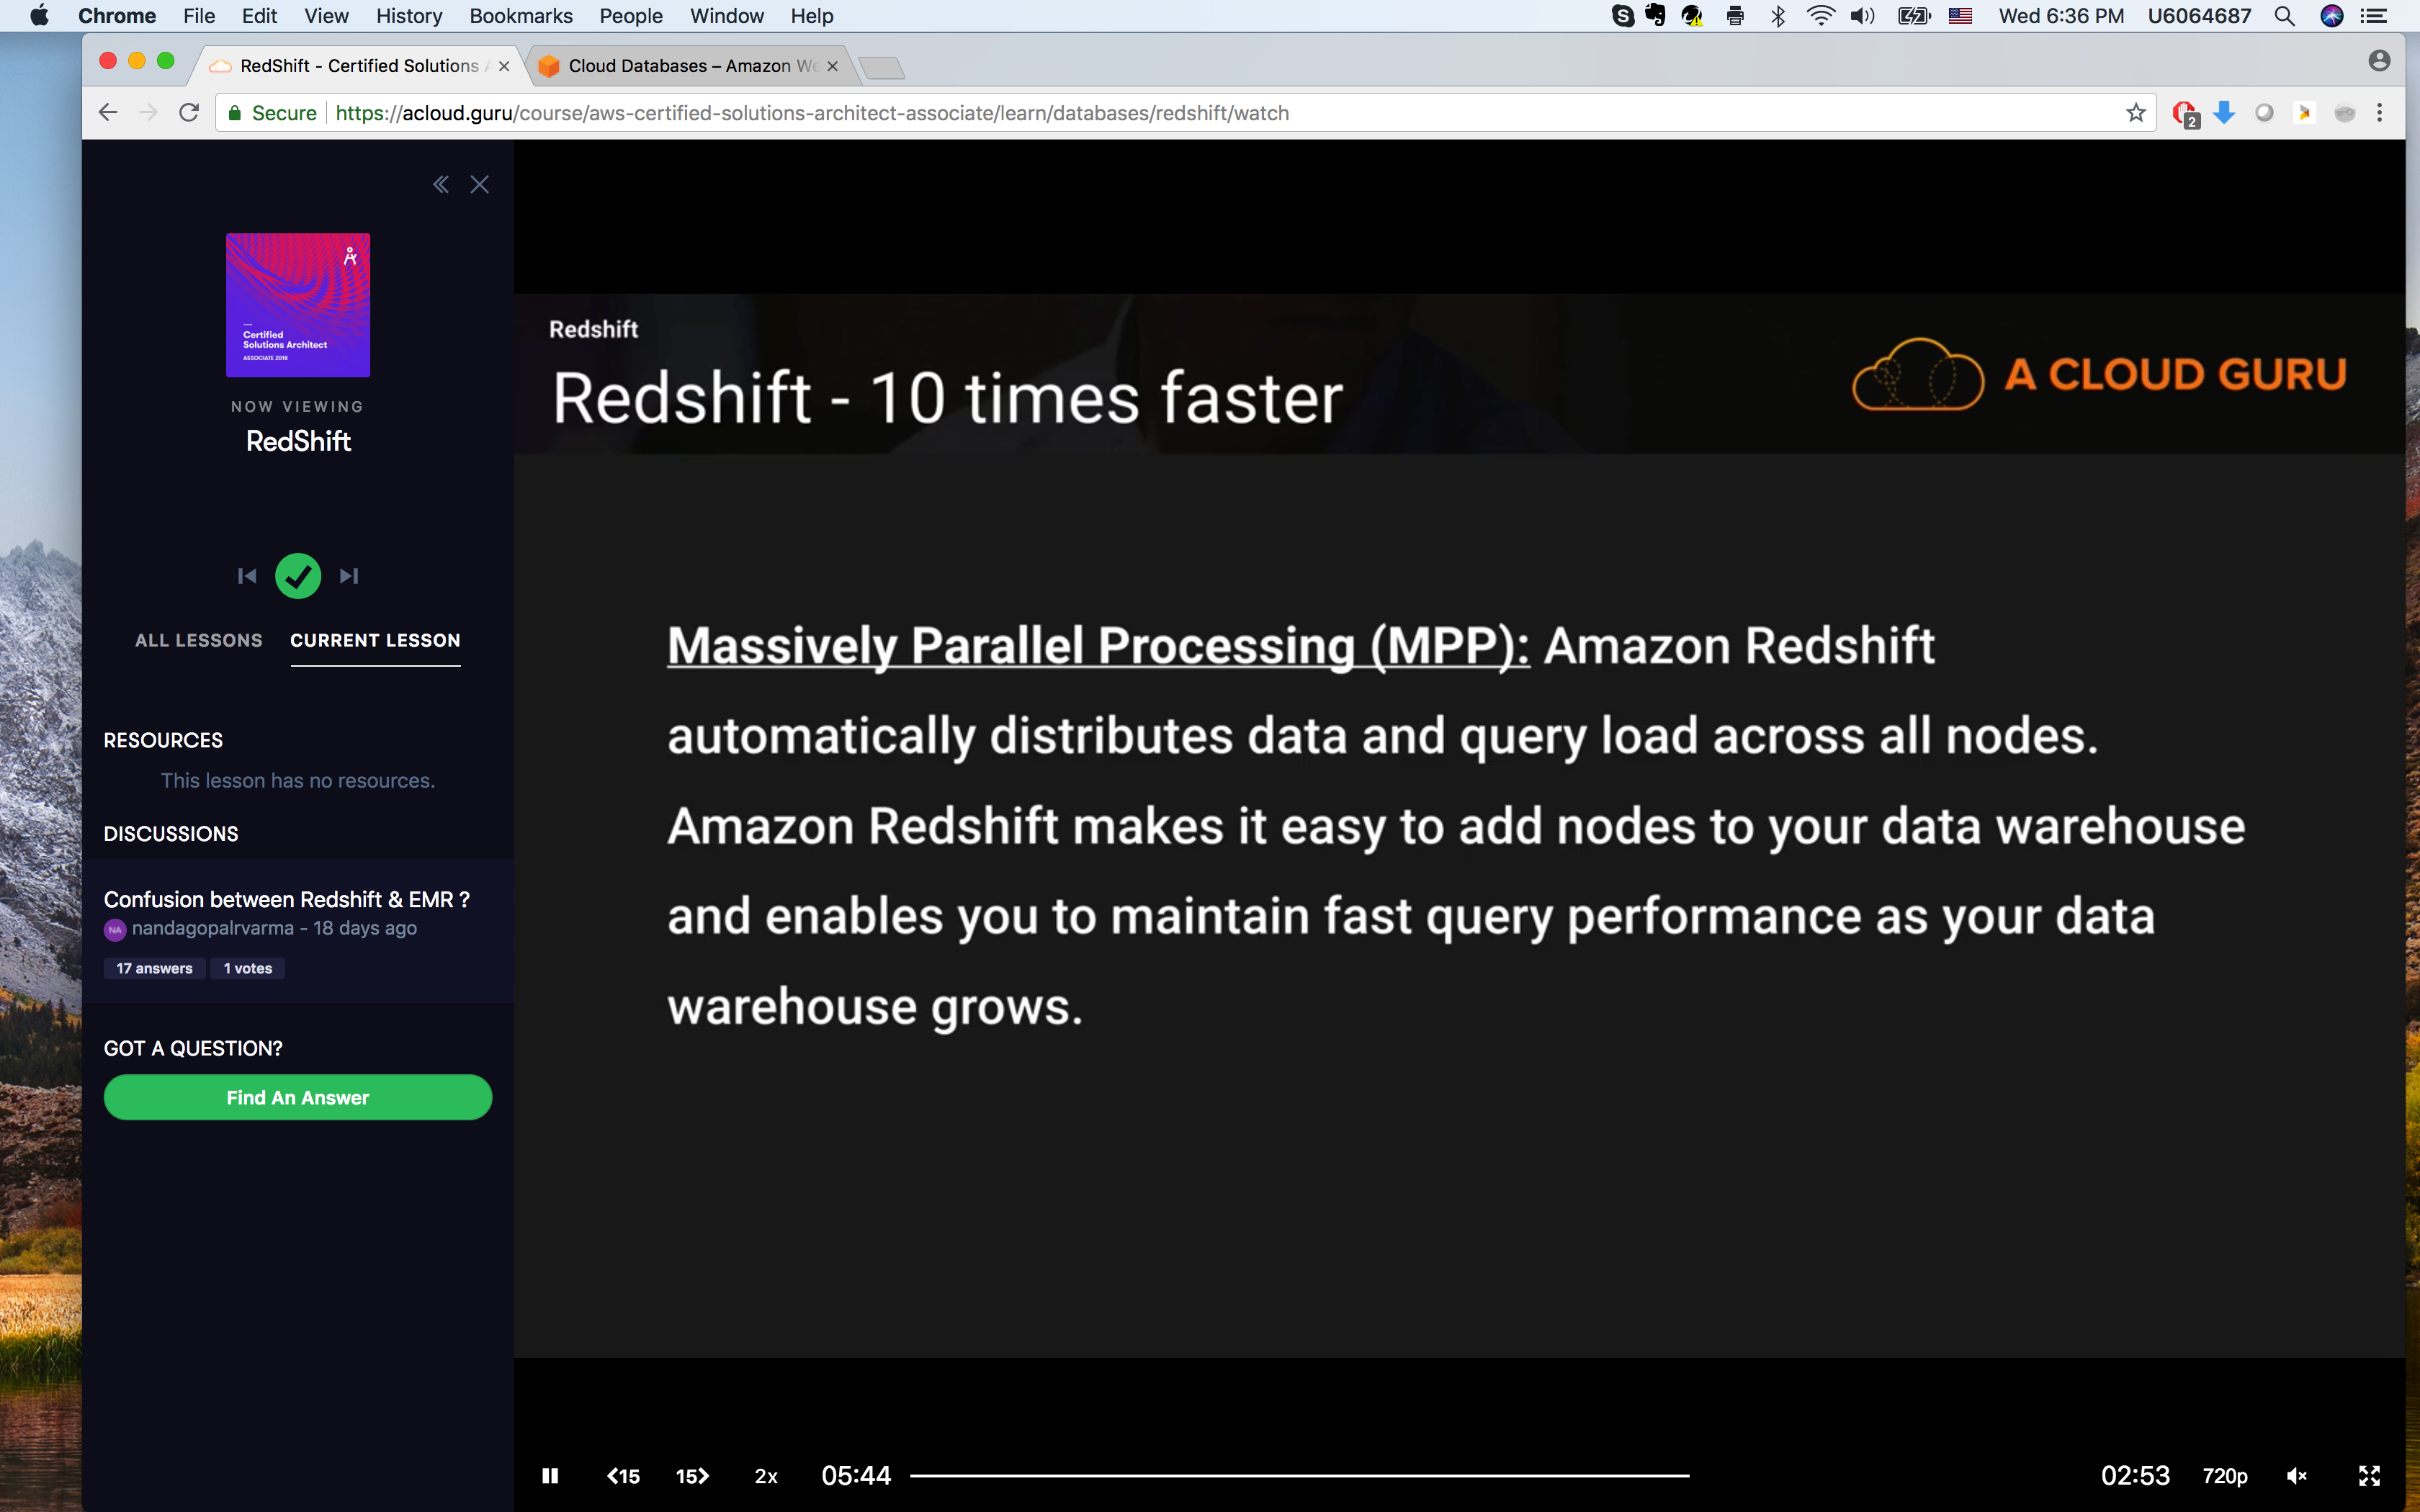 Chrome File Edit View History Bookmarks People Window Help Wed 6:36 PM U6064687
RedShift - Certified Solutions A
Cloud Databases – Amazon We
Secure https://acloud.guru/course/aws-certified-solutions-architect-associate/learn/databases/redshift/watch
2
Certified
Solutions Architect
ASSOCIATE 2018
NOW VIEWING
RedShift
ALL LESSONS CURRENT LESSON
RESOURCES
This lesson has no resources.
DISCUSSIONS
Confusion between Redshift & EMR ?
NA nandagopalrvarma - 18 days ago
17 answers 1 votes
GOT A QUESTION?
Find An Answer
Redshift
Redshift - 10 times faster
A CLOUD GURU
Massively Parallel Processing (MPP): Amazon Redshift
automatically distributes data and query load across all nodes.
Amazon Redshift makes it easy to add nodes to your data warehouse
and enables you to maintain fast query performance as your data
warehouse grows.
15 15 2x 05:44 02:53 720p